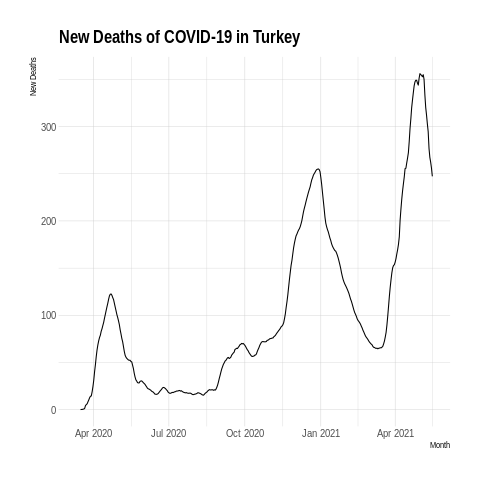 New Deaths of COVID-19 in Turkey
New Deaths
300
200
100
0
Apr 2020 Jul 2020 Oct 2020 Jan 2021 Apr 2021
Month